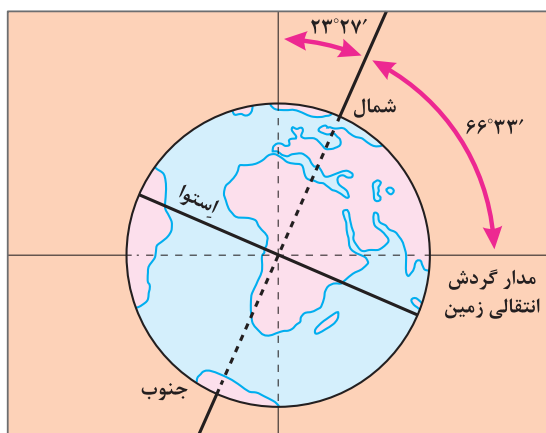 ۲۳°۲۷′
شمال
۶۶°۳۳′
اِستوا
مدار گردش
انتقالی زمین
جنوب